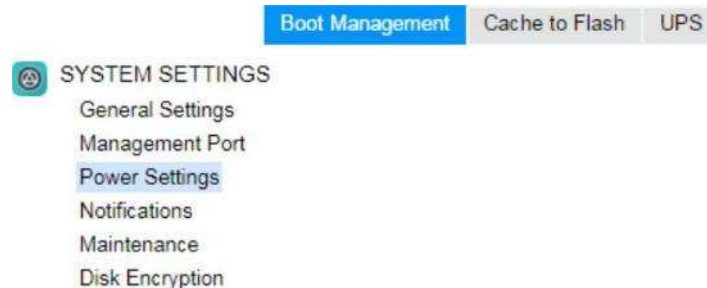 Boot Management Cache to Flash UPS
SYSTEM SETTINGS
General Settings
Management Port
Power Settings
Notifications
Maintenance
Disk Encryption